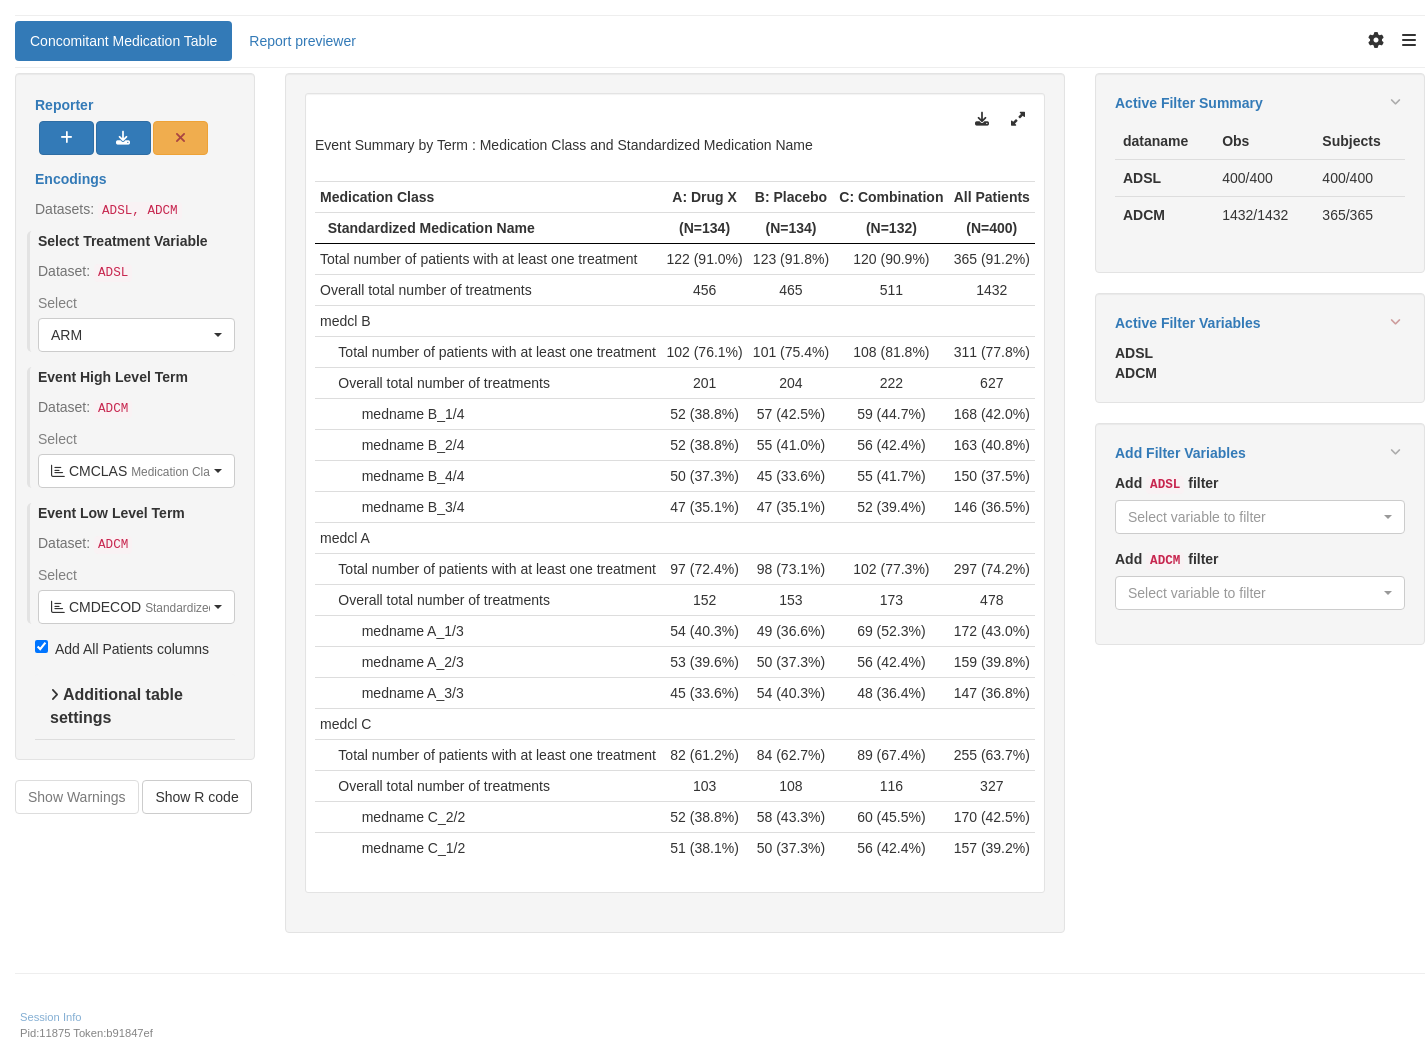 Concomitant Medication Table Report previewer
Reporter
Encodings
Datasets: ADSL, ADCM
Select Treatment Variable
Dataset: ADSL
Select
ARM
Event High Level Term
Dataset: ADCM
Select
CMCLAS Medication Cla
Event Low Level Term
Dataset: ADCM
Select
CMDECOD Standardized
Add All Patients columns
Additional table
settings
Show Warnings Show R code
Event Summary by Term : Medication Class and Standardized Medication Name
Medication Class A: Drug X B: Placebo C: Combination All Patients
Standardized Medication Name (N=134) (N=134) (N=132) (N=400)
Total number of patients with at least one treatment 122 (91.0%) 123 (91.8%) 120 (90.9%) 365 (91.2%)
Overall total number of treatments 456 465 511 1432
medcl B
Total number of patients with at least one treatment 102 (76.1%) 101 (75.4%) 108 (81.8%) 311 (77.8%)
Overall total number of treatments 201 204 222 627
medname B_1/4 52 (38.8%) 57 (42.5%) 59 (44.7%) 168 (42.0%)
medname B_2/4 52 (38.8%) 55 (41.0%) 56 (42.4%) 163 (40.8%)
medname B_4/4 50 (37.3%) 45 (33.6%) 55 (41.7%) 150 (37.5%)
medname B_3/4 47 (35.1%) 47 (35.1%) 52 (39.4%) 146 (36.5%)
medcl A
Total number of patients with at least one treatment 97 (72.4%) 98 (73.1%) 102 (77.3%) 297 (74.2%)
Overall total number of treatments 152 153 173 478
medname A_1/3 54 (40.3%) 49 (36.6%) 69 (52.3%) 172 (43.0%)
medname A_2/3 53 (39.6%) 50 (37.3%) 56 (42.4%) 159 (39.8%)
medname A_3/3 45 (33.6%) 54 (40.3%) 48 (36.4%) 147 (36.8%)
medcl C
Total number of patients with at least one treatment 82 (61.2%) 84 (62.7%) 89 (67.4%) 255 (63.7%)
Overall total number of treatments 103 108 116 327
medname C_2/2 52 (38.8%) 58 (43.3%) 60 (45.5%) 170 (42.5%)
medname C_1/2 51 (38.1%) 50 (37.3%) 56 (42.4%) 157 (39.2%)
Active Filter Summary
dataname Obs Subjects
ADSL 400/400 400/400
ADCM 1432/1432 365/365
Active Filter Variables
ADSL
ADCM
Add Filter Variables
Add ADSL filter
Select variable to filter
Add ADCM filter
Select variable to filter
Session Info
Pid:11875 Token:b91847ef